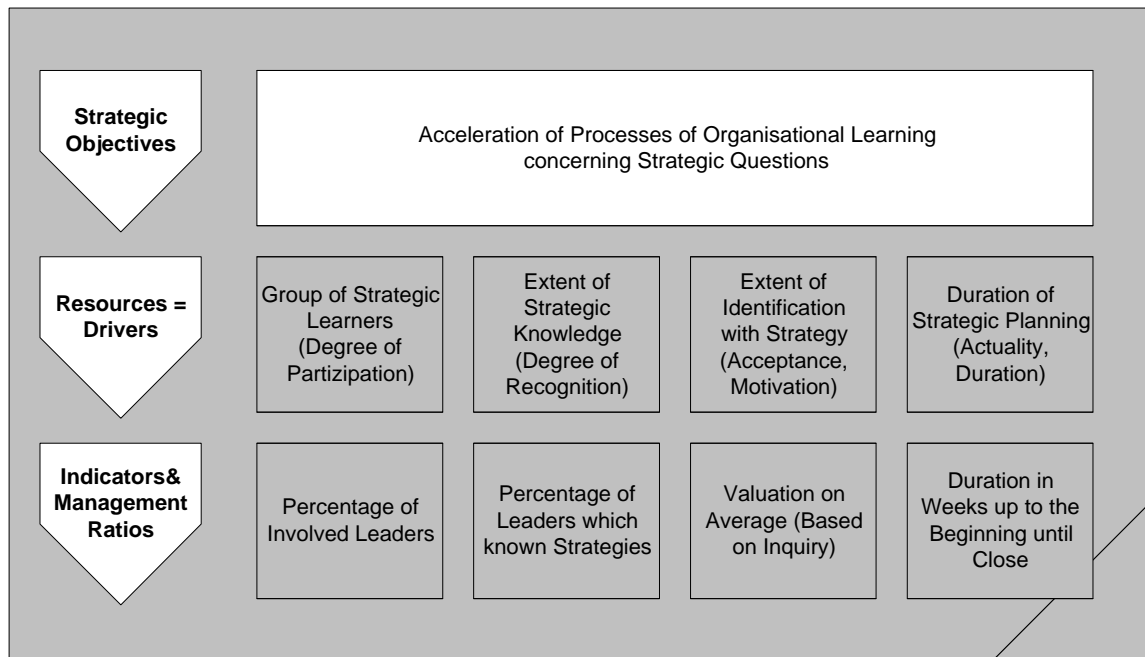 Strategic
Objectives
Acceleration of Processes of Organisational Learning
concerning Strategic Questions
Resources =
Drivers
Group of Strategic
Learners
(Degree of
Partizipation)
Extent of
Strategic
Knowledge
(Degree of
Recognition)
Extent of
Identification
with Strategy
(Acceptance,
Motivation)
Duration of
Strategic Planning
(Actuality,
Duration)
Indicators&
Management
Ratios
Percentage of
Involved Leaders
Percentage of
Leaders which
known Strategies
Valuation on
Average (Based
on Inquiry)
Duration in
Weeks up to the
Beginning until
Close